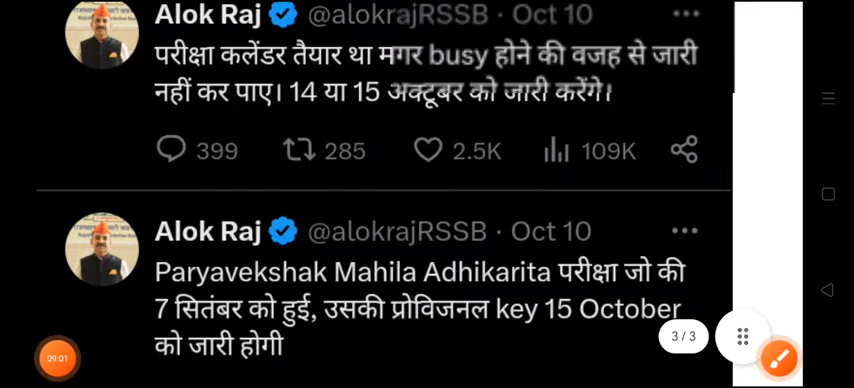 Alok Raj @alokrajRSSB · Oct 10
परीक्षा कलेंडर तैयार था मगर busy होने की वजह से जारी
नहीं कर पाए। 14 या 15 अक्टूबर को जारी करेंगे।
399 285 2.5K 109K
Alok Raj @alokrajRSSB · Oct 10
Paryavekshak Mahila Adhikarita परीक्षा जो की
7 सितंबर को हुई, उसकी प्रोविजनल key 15 October
को जारी होगी
3 / 3
09:01